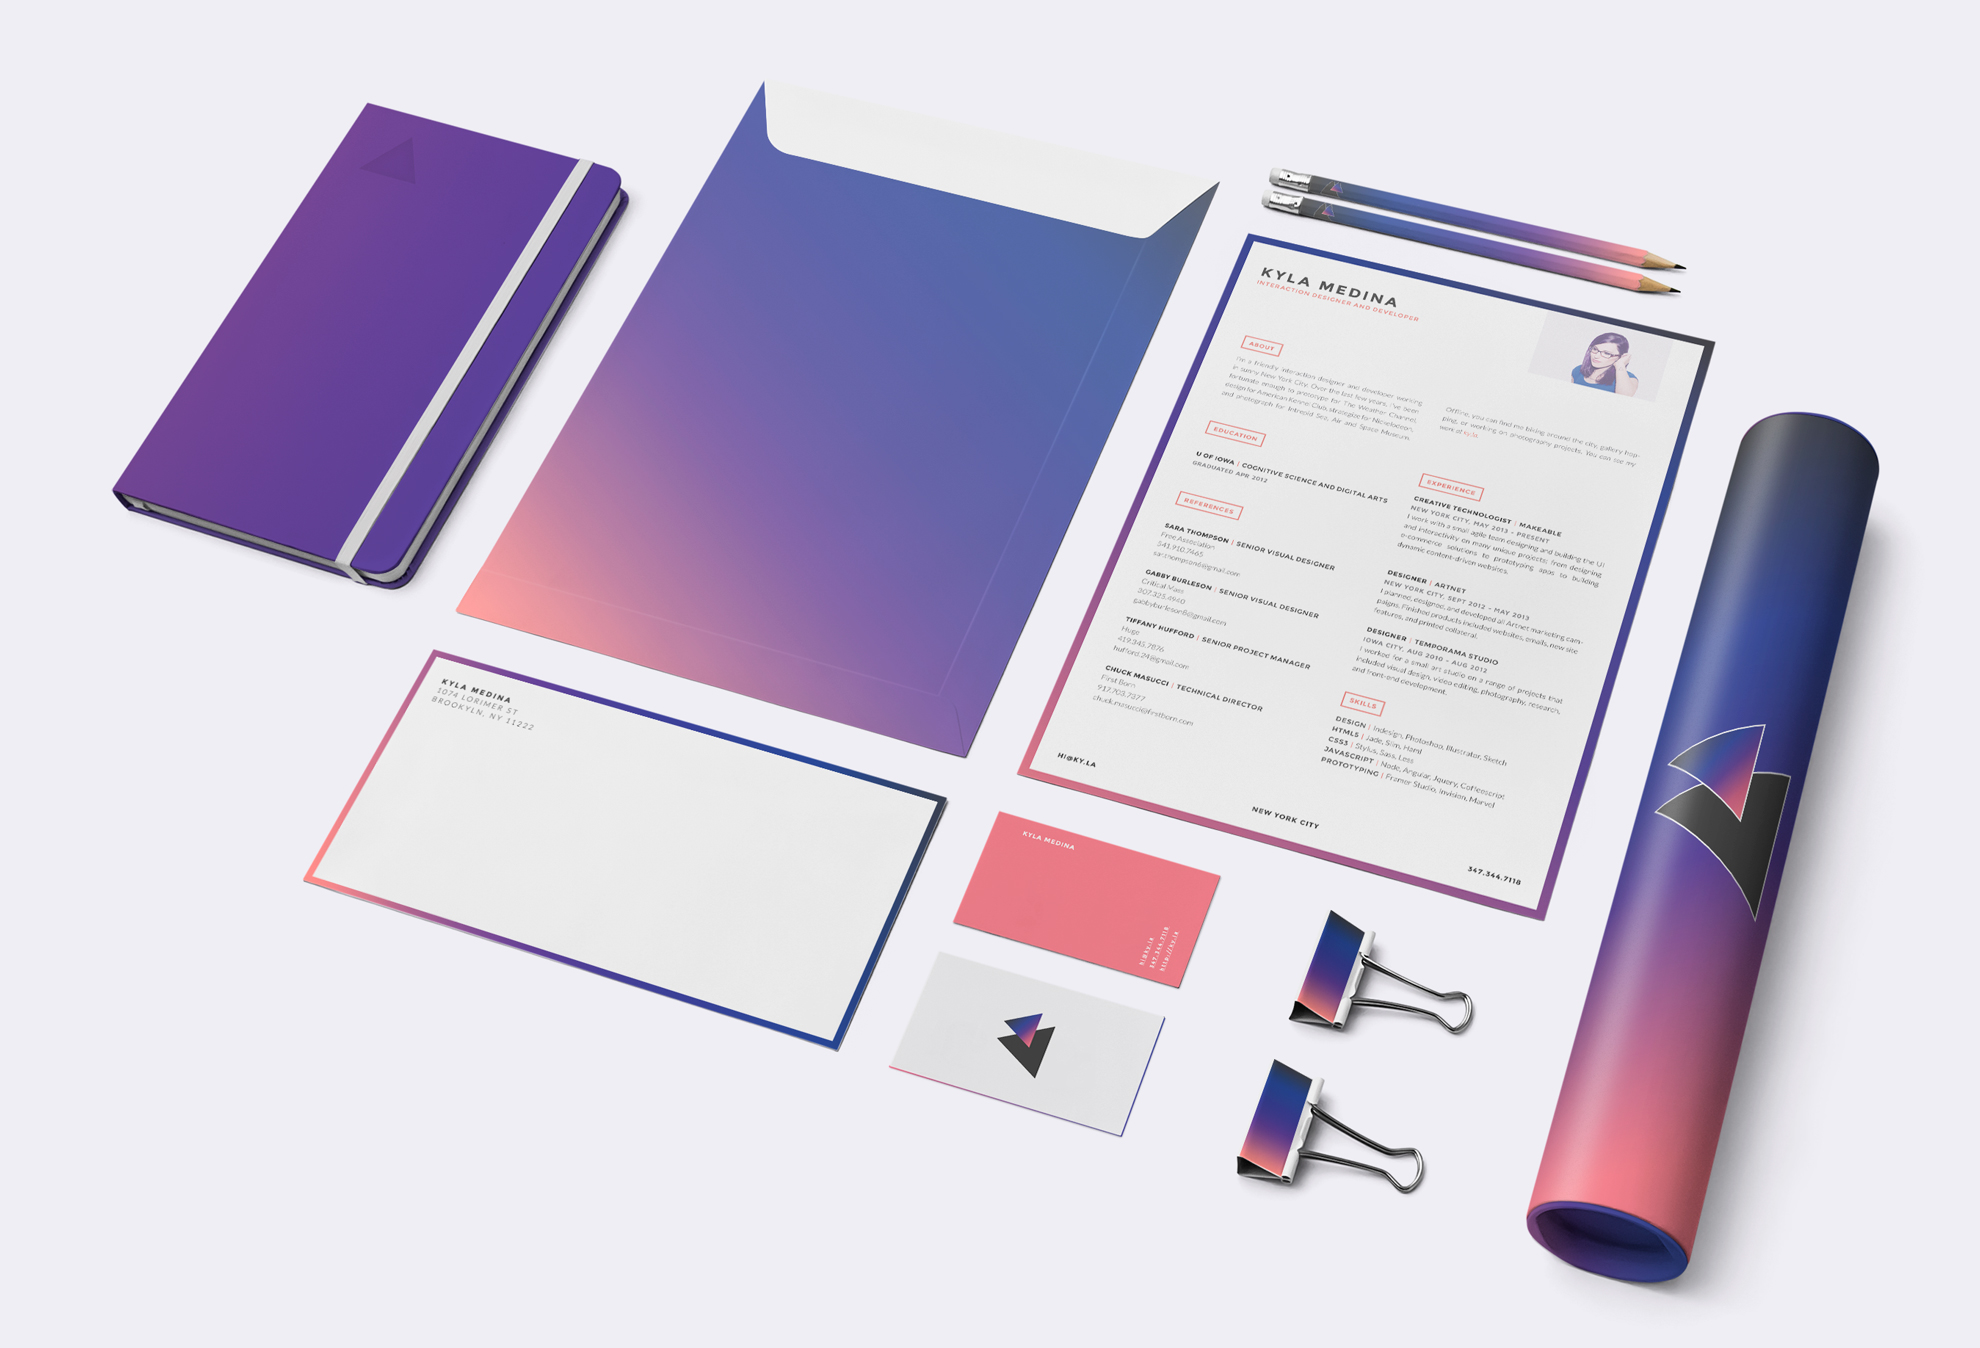 KYLA MEDINA
INTERACTION DESIGNER AND DEVELOPER
ABOUT
I'm a friendly interaction designer and developer working
in sunny New York City. Over the last few years, I've been
fortunate enough to prototype for The Weather Channel,
design for American Kennel Club, strategize for Nickelodeon,
and photograph for Intrepid Sea, Air and Space Museum.
Offline, you can find me biking around the city, gallery hop-
ping, or working on photography projects. You can see my
work at
EDUCATION
U OF IOWA | COGNITIVE SCIENCE AND DIGITAL ARTS
GRADUATED APR 2012
REFERENCES
SARA THOMPSON | SENIOR VISUAL DESIGNER
Free Association
541.910.7465
GABBY BURLESON | SENIOR VISUAL DESIGNER
Critical Mass
207.325.4940
gabbyburleson8@gmail.com
TIFFANY HUFFORD | SENIOR PROJECT MANAGER
Huge
419.345.7876
hufford.24@gmail.com
CHUCK MASUCCI | TECHNICAL DIRECTOR
First Born
917.703.7377
chuck.masucci@firstborn.com
EXPERIENCE
CREATIVE TECHNOLOGIST | MAKEABLE
NEW YORK CITY, MAY 2013 - PRESENT
I work with a small agile team designing and building the UI
and interactivity on many unique projects; from designing
e-commerce solutions to prototyping apps to building
dynamic content-driven websites.
DESIGNER | ARTNET
NEW YORK CITY, SEPT 2012 - MAY 2013
I planned, designed, and developed all Artnet marketing cam-
paigns. Finished products included websites, emails, new site
features, and printed collateral.
DESIGNER | TEMPORAMA STUDIO
IOWA CITY, AUG 2010 - AUG 2012
I worked for a small art studio on a range of projects that
included visual design, video editing, photography, research,
and front-end development.
SKILLS
DESIGN | Indesign, Photoshop, Illustrator, Sketch
HTML5 | Jade, Slim, Haml
CSS3 | Stylus, Sass, Less
JAVASCRIPT | Node, Angular, Jquery, Coffeescript
PROTOTYPING | Framer Studio, Invision, Marvel
HI@KY.LA
NEW YORK CITY
347.344.7118
KYLA MEDINA
1074 LORIMER ST
BROOKYLN, NY 11222
KYLA MEDINA
hi@ky.la
347.344.7118
http://ky.la